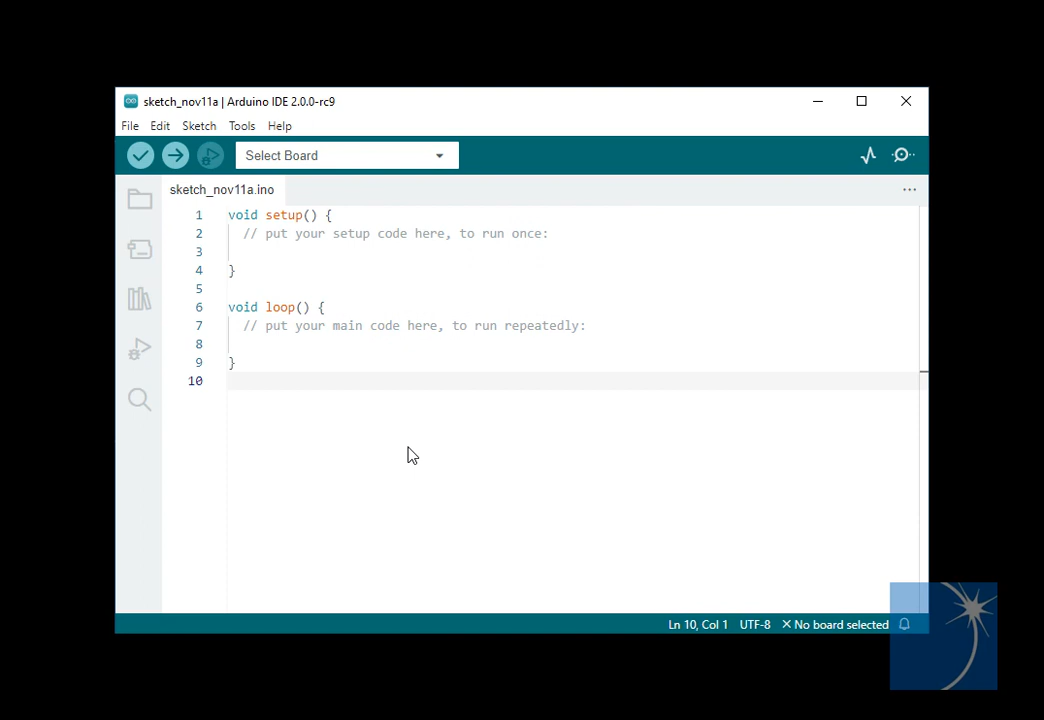 sketch_nov11a | Arduino IDE 2.0.0-rc9
File Edit Sketch Tools Help
Select Board
sketch_nov11a.ino
1 void setup() {
2 // put your setup code here, to run once:
3
4 }
5
6 void loop() {
7 // put your main code here, to run repeatedly:
8
9 }
10
Ln 10, Col 1 UTF-8 X No board selected